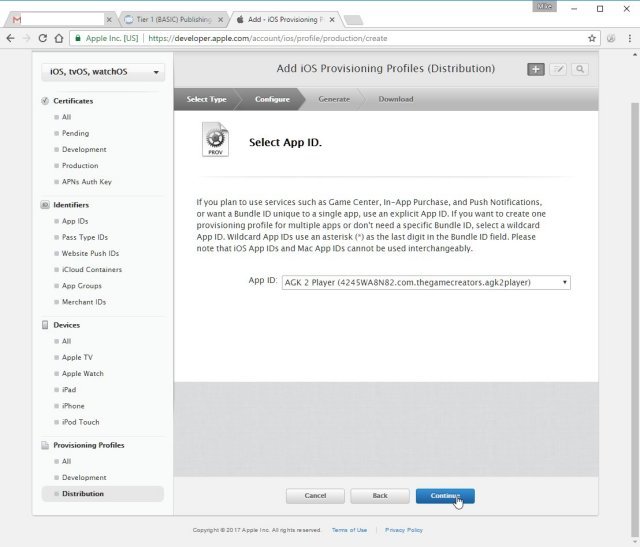 Mike
M
Tier 1 (BASIC) Publishing
Add - iOS Provisioning P
Apple Inc. [US] | https://developer.apple.com/account/ios/profile/production/create
iOS, tvOS, watchOS
Add iOS Provisioning Profiles (Distribution)
Select Type
Configure
Generate
Download
Certificates
All
Pending
Development
Production
APNs Auth Key
Identifiers
App IDs
Pass Type IDs
Website Push IDs
iCloud Containers
App Groups
Merchant IDs
Devices
All
Apple TV
Apple Watch
iPad
iPhone
iPod Touch
Provisioning Profiles
All
Development
Distribution
PROV
Select App ID.
If you plan to use services such as Game Center, In-App Purchase, and Push Notifications,
or want a Bundle ID unique to a single app, use an explicit App ID. If you want to create one
provisioning profile for multiple apps or don't need a specific Bundle ID, select a wildcard
App ID. Wildcard App IDs use an asterisk (*) as the last digit in the Bundle ID field. Please
note that iOS App IDs and Mac App IDs cannot be used interchangeably.
App ID: AGK 2 Player (4245WA8N82.com.thegamecreators.agk2player)
Cancel
Back
Continue
Copyright © 2017 Apple Inc. All rights reserved. Terms of Use | Privacy Policy